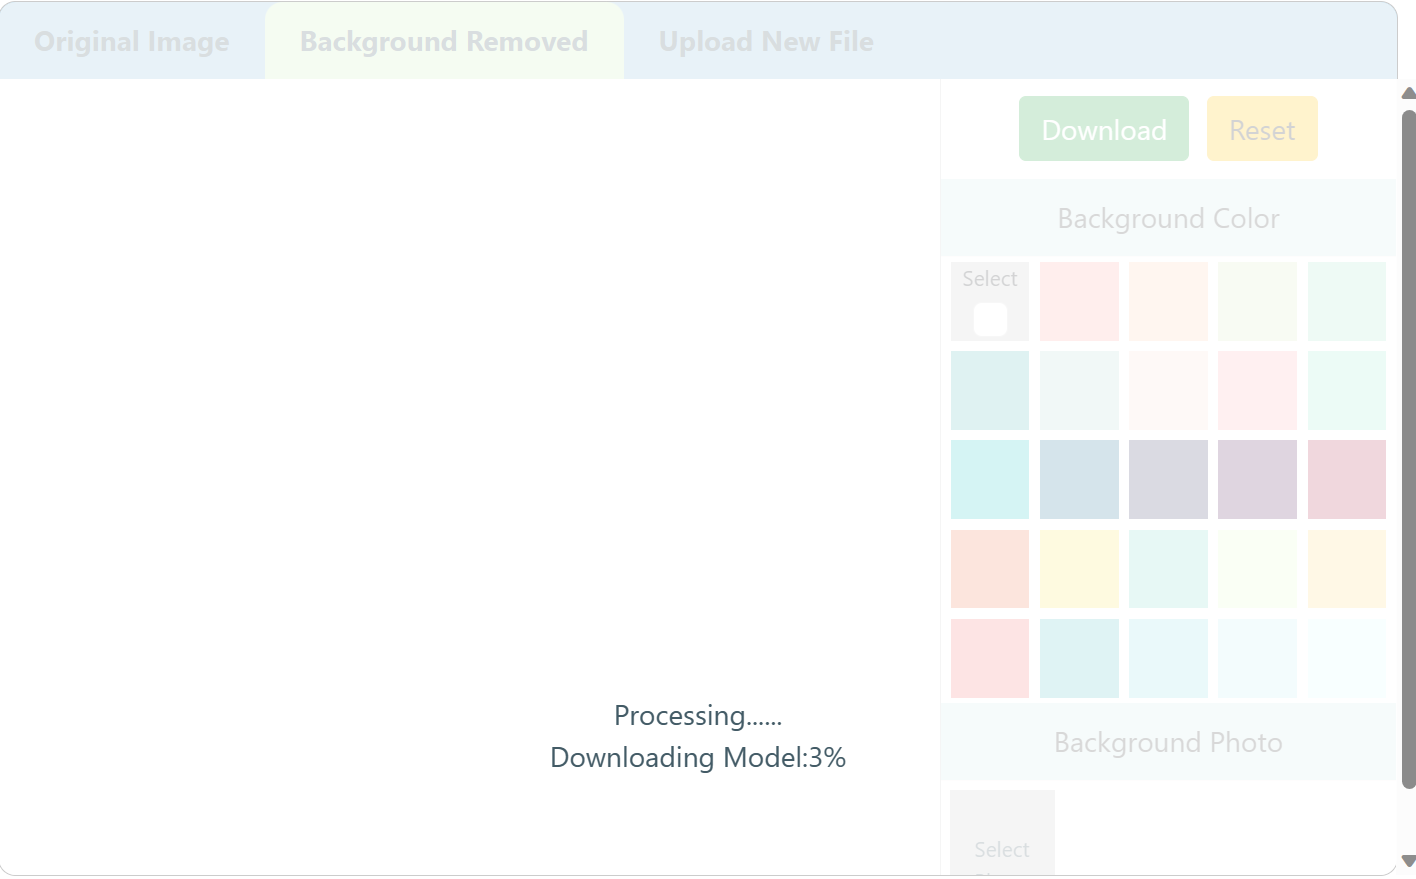 Original Image
Background Removed
Upload New File
Download
Reset
Background Color
Select
Processing......
Downloading Model:3%
Background Photo
Select